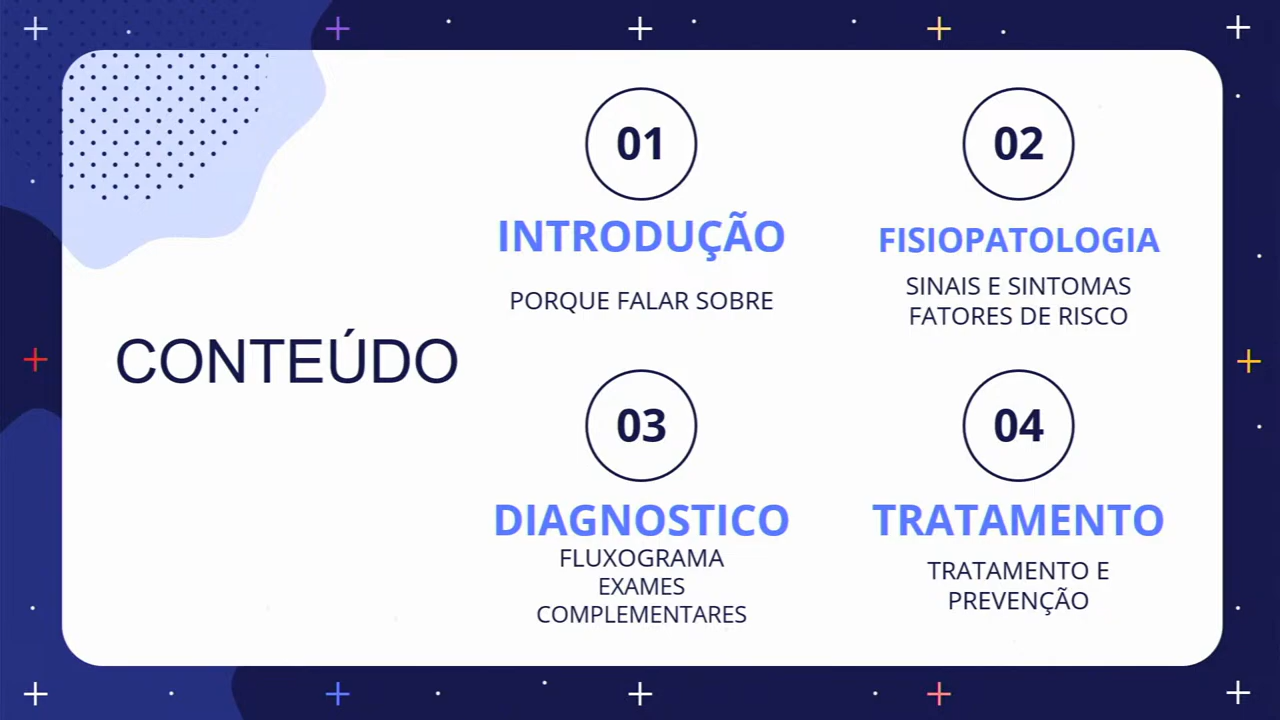 CONTEÚDO
01
INTRODUÇÃO
PORQUE FALAR SOBRE
02
FISIOPATOLOGIA
SINAIS E SINTOMAS
FATORES DE RISCO
03
DIAGNOSTICO
FLUXOGRAMA
EXAMES
COMPLEMENTARES
04
TRATAMENTO
TRATAMENTO E
PREVENÇÃO